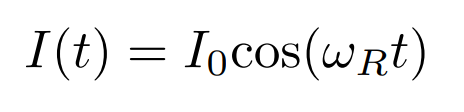 I(t) = I₀cos(ω_R t)